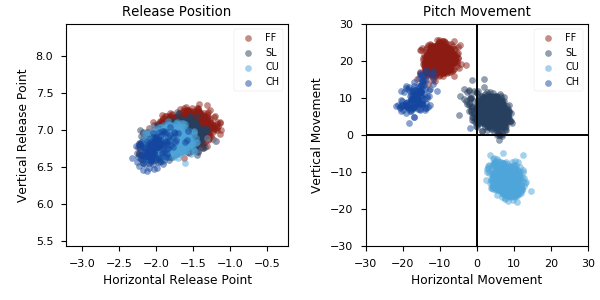 Release Position
Vertical Release Point
8.0
7.5
7.0
6.5
6.0
5.5
−3.0 −2.5 −2.0 −1.5 −1.0 −0.5
Horizontal Release Point
FF
SL
CU
CH
Pitch Movement
Vertical Movement
30
20
10
0
−10
−20
−30
−30 −20 −10 0 10 20 30
Horizontal Movement
FF
SL
CU
CH